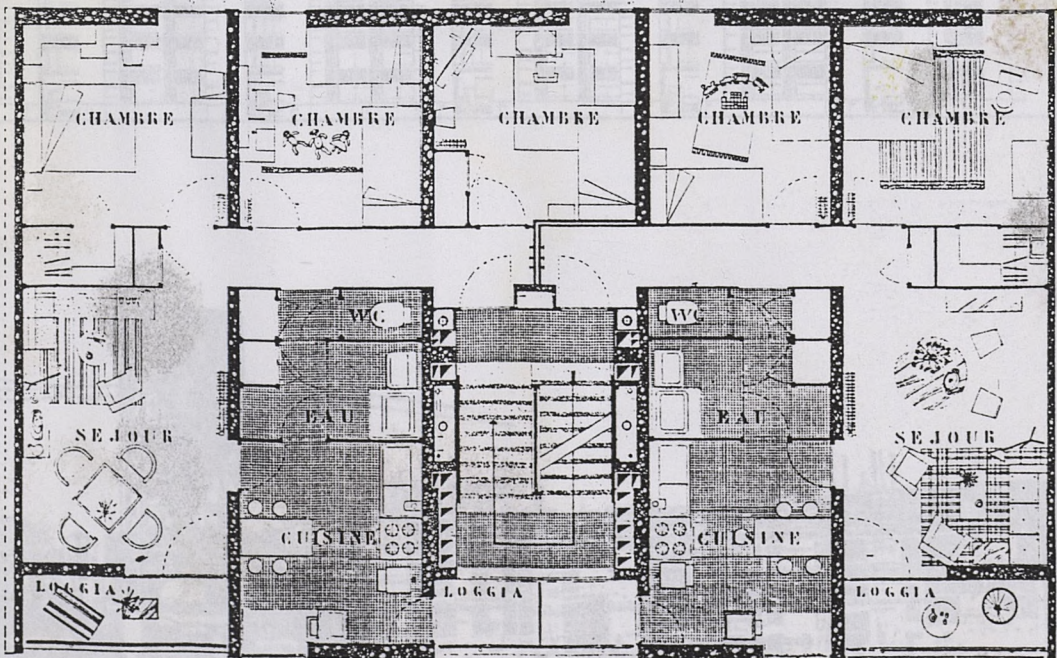 CHAMBRE
CHAMBRE
CHAMBRE
CHAMBRE
CHAMBRE
WC
WC
EAU
EAU
SEJOUR
SEJOUR
CUISINE
CUISINE
LOGGIA
LOGGIA
LOGGIA